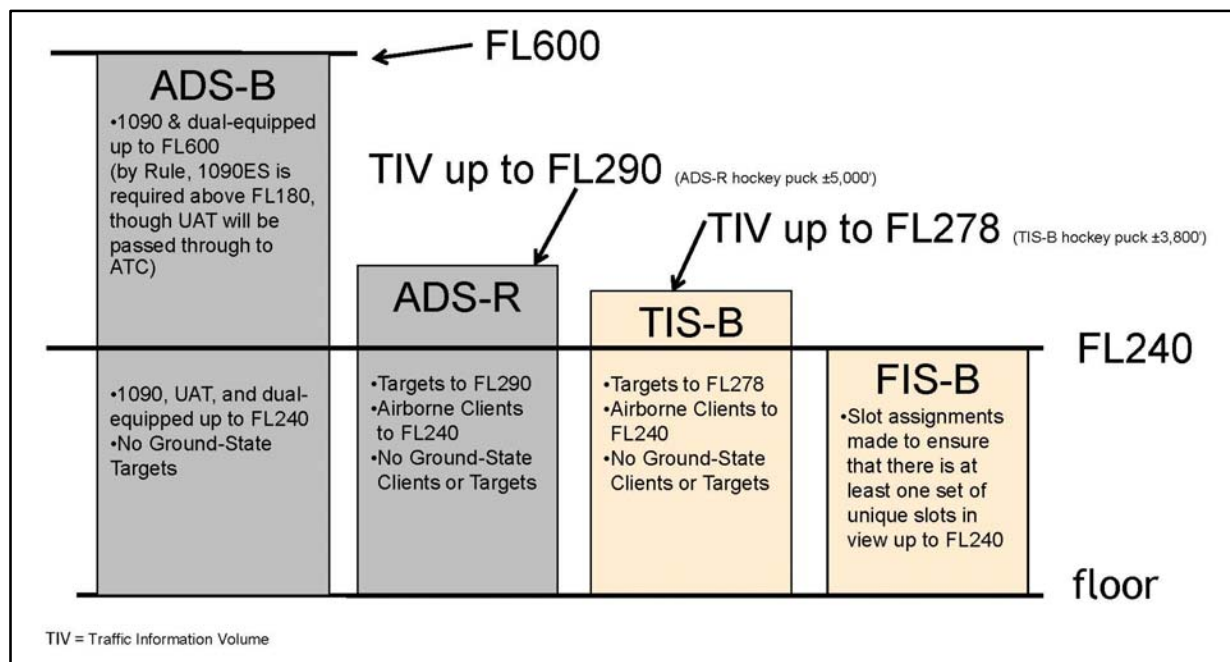 FL600
ADS-B
•1090 & dual-equipped
up to FL600
(by Rule, 1090ES is
required above FL180,
though UAT will be
passed through to
ATC)
TIV up to FL290 (ADS-R hockey puck ±5,000')
TIV up to FL278 (TIS-B hockey puck ±3,800')
ADS-R
TIS-B
FL240
•1090, UAT, and dual-
equipped up to FL240
•No Ground-State
Targets
•Targets to FL290
•Airborne Clients
to FL240
•No Ground-State
Clients or Targets
•Targets to FL278
•Airborne Clients to
FL240
•No Ground-State
Clients or Targets
FIS-B
•Slot assignments
made to ensure
that there is at
least one set of
unique slots in
view up to FL240
floor
TIV = Traffic Information Volume